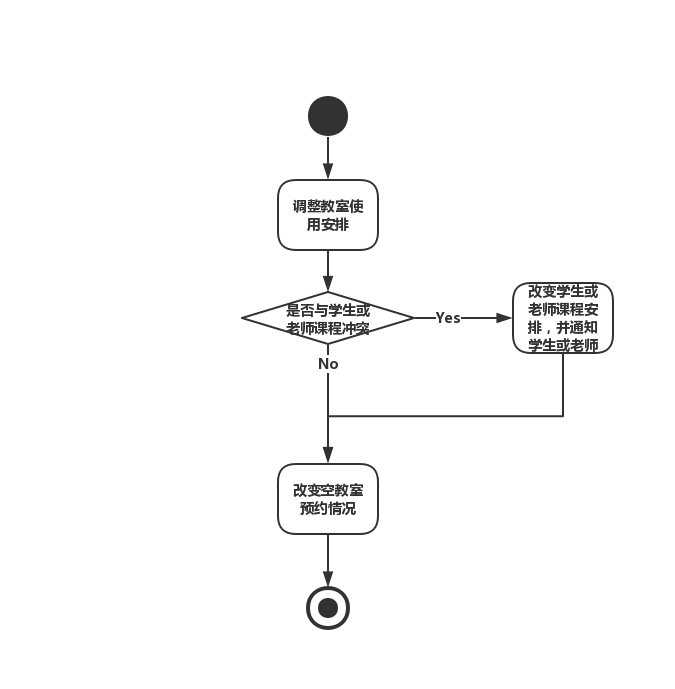 调整教室使
用安排
是否与学生或
老师课程冲突
Yes
改变学生或
老师课程安
排，并通知
学生或老师
No
改变空教室
预约情况